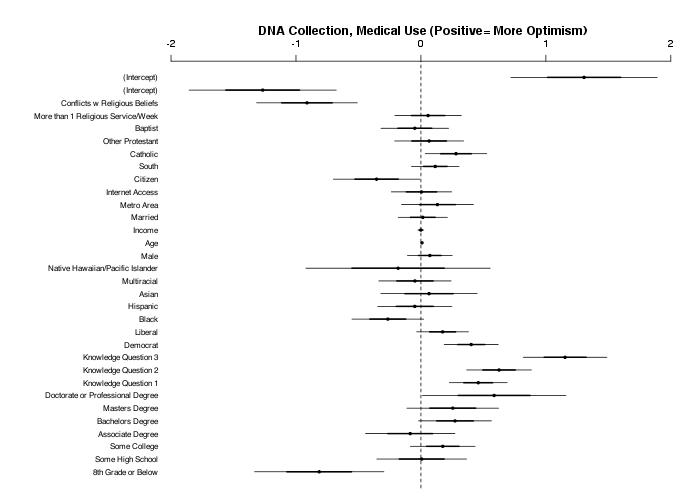 DNA Collection, Medical Use (Positive= More Optimism)
-2 -1 0 1 2
(Intercept)
(Intercept)
Conflicts w Religious Beliefs
More than 1 Religious Service/Week
Baptist
Other Protestant
Catholic
South
Citizen
Internet Access
Metro Area
Married
Income
Age
Male
Native Hawaiian/Pacific Islander
Multiracial
Asian
Hispanic
Black
Liberal
Democrat
Knowledge Question 3
Knowledge Question 2
Knowledge Question 1
Doctorate or Professional Degree
Masters Degree
Bachelors Degree
Associate Degree
Some College
Some High School
8th Grade or Below